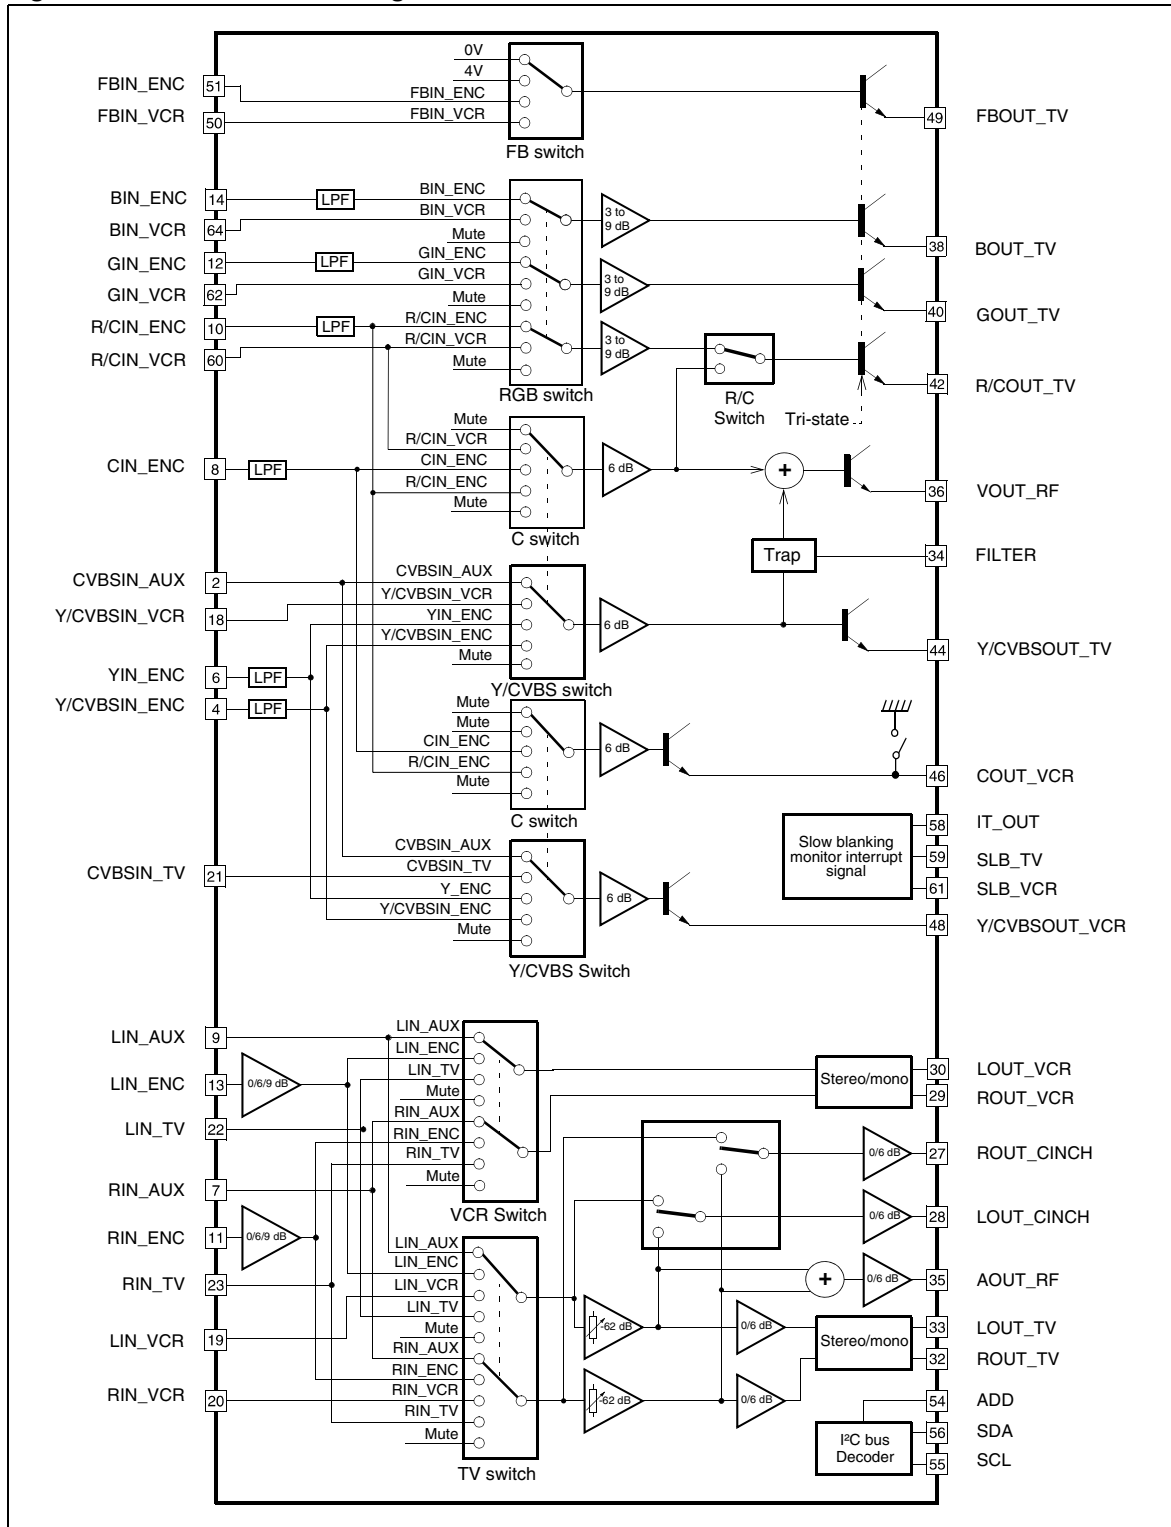 FBIN_ENC 51
FBIN_VCR 50
0V
4V
FBIN_ENC
FBIN_VCR
FB switch
49 FBOUT_TV
BIN_ENC 14 LPF BIN_ENC
BIN_VCR 64 BIN_VCR
Mute
GIN_ENC 12 LPF GIN_ENC
GIN_VCR 62 GIN_VCR
Mute
R/CIN_ENC 10 LPF R/CIN_ENC
R/CIN_VCR 60 R/CIN_VCR
Mute
RGB switch
3 to
9 dB
3 to
9 dB
3 to
9 dB
R/C
Switch
Tri-state
38 BOUT_TV
40 GOUT_TV
42 R/COUT_TV
CIN_ENC 8 LPF
Mute
R/CIN_VCR
CIN_ENC
R/CIN_ENC
Mute
C switch
6 dB
+
36 VOUT_RF
Trap
34 FILTER
CVBSIN_AUX 2
Y/CVBSIN_VCR 18
YIN_ENC 6 LPF
Y/CVBSIN_ENC 4 LPF
CVBSIN_AUX
Y/CVBSIN_VCR
YIN_ENC
Y/CVBSIN_ENC
Mute
Y/CVBS switch
6 dB
44 Y/CVBSOUT_TV
Mute
Mute
CIN_ENC
R/CIN_ENC
Mute
C switch
6 dB
46 COUT_VCR
Slow blanking
monitor interrupt
signal
58 IT_OUT
59 SLB_TV
61 SLB_VCR
CVBSIN_TV 21
CVBSIN_AUX
CVBSIN_TV
Y_ENC
Y/CVBSIN_ENC
Mute
Y/CVBS Switch
6 dB
48 Y/CVBSOUT_VCR
LIN_AUX 9
LIN_ENC 13 0/6/9 dB
LIN_TV 22
RIN_AUX 7
RIN_ENC 11 0/6/9 dB
RIN_TV 23
LIN_VCR 19
RIN_VCR 20
LIN_AUX
LIN_ENC
LIN_TV
Mute
RIN_AUX
RIN_ENC
RIN_TV
Mute
VCR Switch
Stereo/mono
30 LOUT_VCR
29 ROUT_VCR
0/6 dB 27 ROUT_CINCH
0/6 dB 28 LOUT_CINCH
+ 0/6 dB 35 AOUT_RF
LIN_AUX
LIN_ENC
LIN_VCR
LIN_TV
Mute
RIN_AUX
RIN_ENC
RIN_VCR
RIN_TV
Mute
TV switch
-62 dB 0/6 dB
-62 dB 0/6 dB
Stereo/mono
33 LOUT_TV
32 ROUT_TV
I²C bus
Decoder
54 ADD
56 SDA
55 SCL